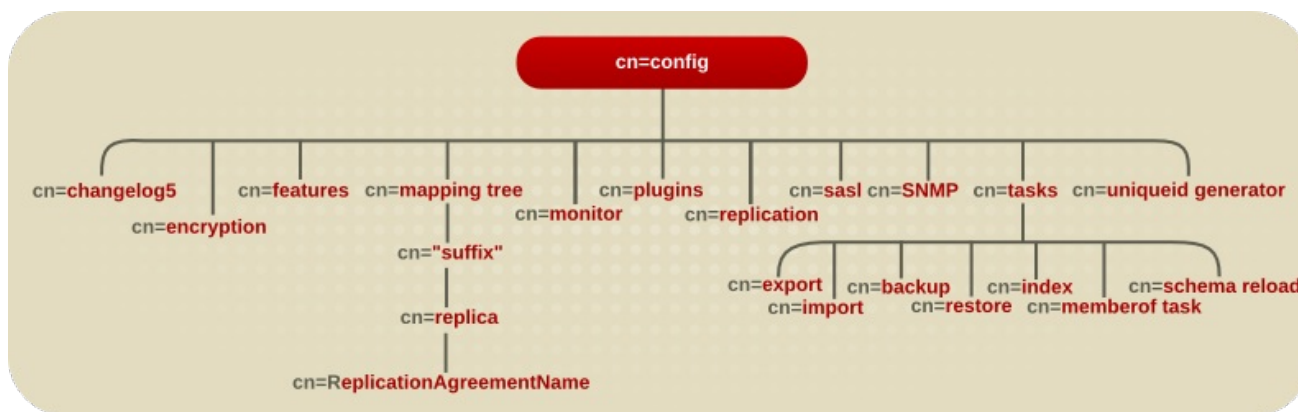 cn=config
cn=changelog5
cn=encryption
cn=features
cn=mapping tree
cn=monitor
cn=plugins
cn=replication
cn=sasl
cn=SNMP
cn=tasks
cn=uniqueid generator
cn="suffix"
cn=replica
cn=ReplicationAgreementName
cn=export
cn=import
cn=backup
cn=restore
cn=index
cn=memberof task
cn=schema reload